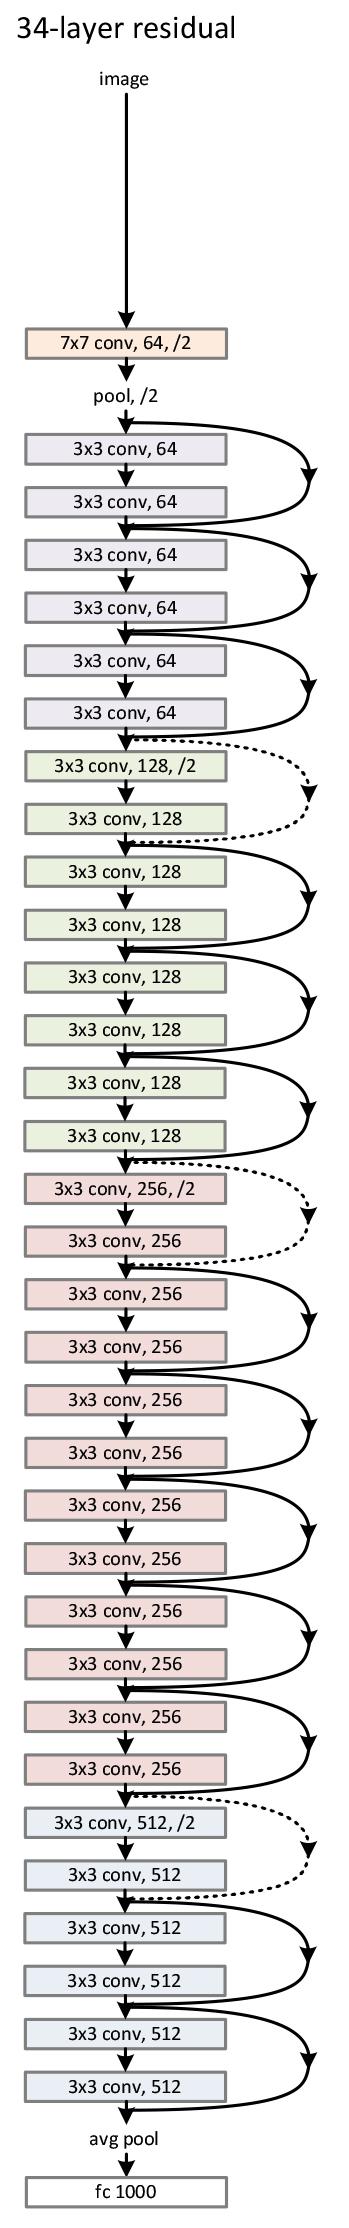 34-layer residual
image
7x7 conv, 64, /2
pool, /2
3x3 conv, 64
3x3 conv, 64
3x3 conv, 64
3x3 conv, 64
3x3 conv, 64
3x3 conv, 64
3x3 conv, 128, /2
3x3 conv, 128
3x3 conv, 128
3x3 conv, 128
3x3 conv, 128
3x3 conv, 128
3x3 conv, 128
3x3 conv, 128
3x3 conv, 256, /2
3x3 conv, 256
3x3 conv, 256
3x3 conv, 256
3x3 conv, 256
3x3 conv, 256
3x3 conv, 256
3x3 conv, 256
3x3 conv, 256
3x3 conv, 256
3x3 conv, 256
3x3 conv, 256
3x3 conv, 512, /2
3x3 conv, 512
3x3 conv, 512
3x3 conv, 512
3x3 conv, 512
3x3 conv, 512
avg pool
fc 1000